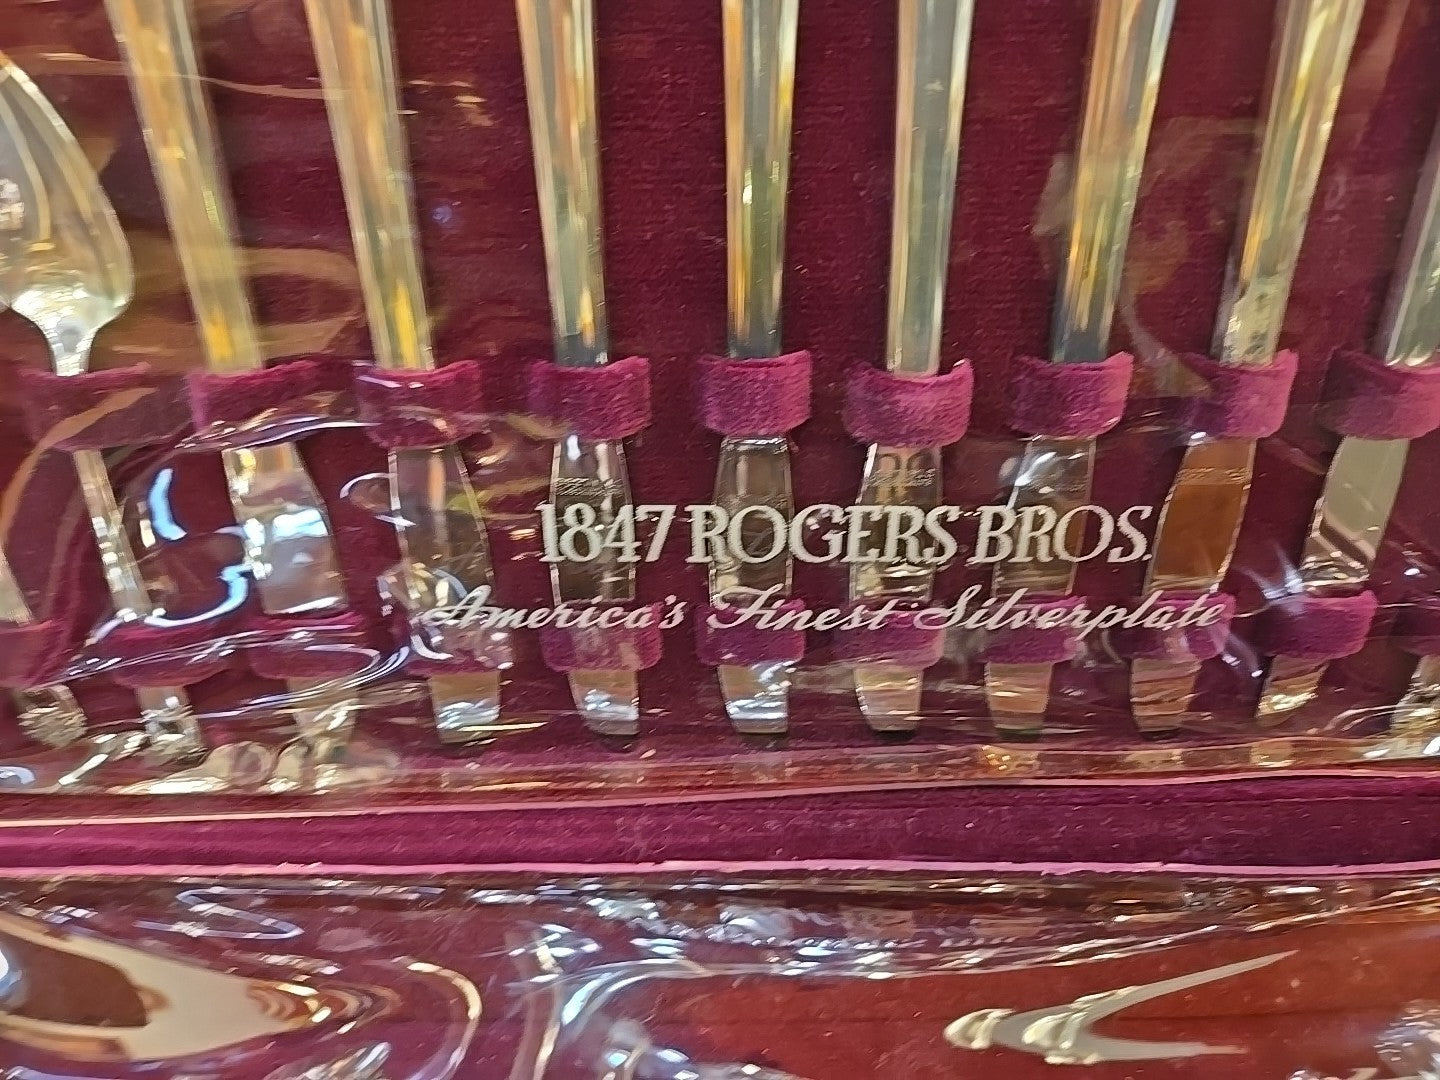 1847 ROGERS BROS.
America's Finest Silverplate